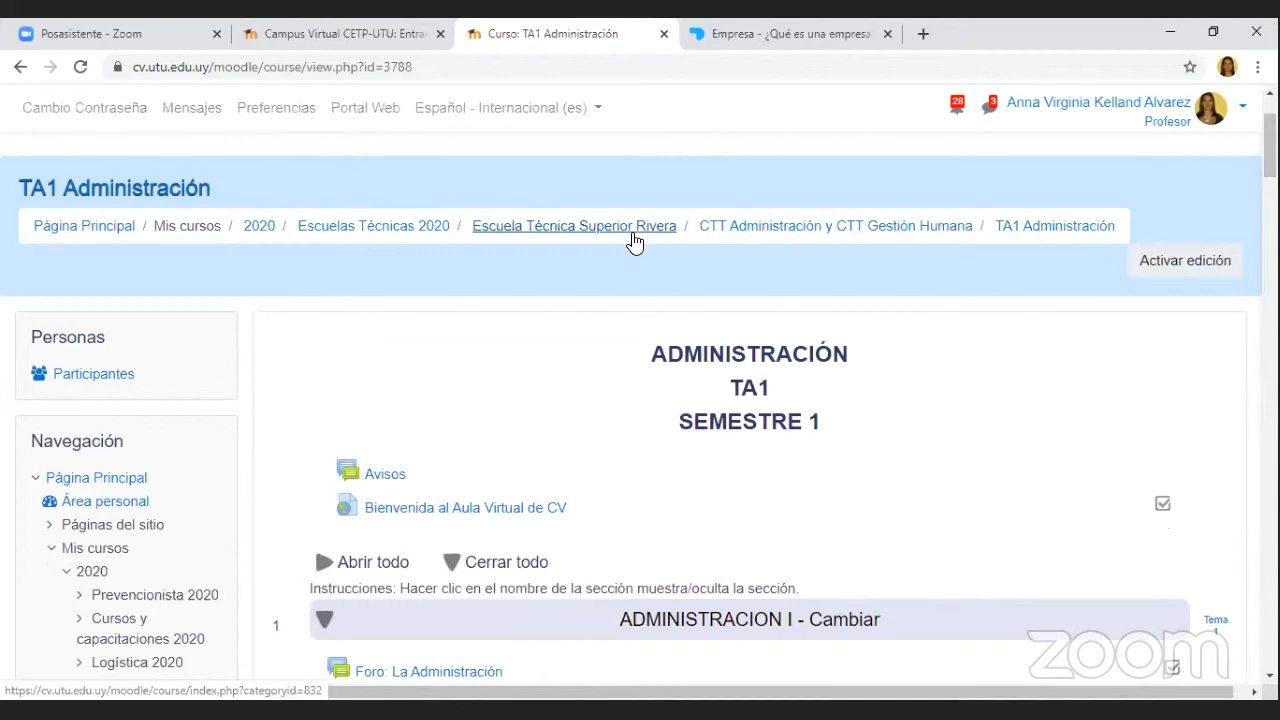 Posasistente - Zoom
Campus Virtual CETP-UTU: Entra
Curso: TA1 Administración
Empresa - ¿Qué es una empresa
cv.utu.edu.uy/moodle/course/view.php?id=3788
Cambio Contraseña Mensajes Preferencias Portal Web Español - Internacional (es)
28 3 Anna Virginia Kelland Alvarez
Profesor
TA1 Administración
Página Principal / Mis cursos / 2020 / Escuelas Técnicas 2020 / Escuela Técnica Superior Rivera / CTT Administración y CTT Gestión Humana / TA1 Administración
Activar edición
Personas
Participantes
Navegación
Página Principal
Área personal
Páginas del sitio
Mis cursos
2020
Prevencionista 2020
Cursos y
capacitaciones 2020
Logística 2020
ADMINISTRACIÓN
TA1
SEMESTRE 1
Avisos
Bienvenida al Aula Virtual de CV
Abrir todo Cerrar todo
Instrucciones: Hacer clic en el nombre de la sección muestra/oculta la sección.
1 ADMINISTRACION I - Cambiar Tema
1
Foro: La Administración
zoom
https://cv.utu.edu.uy/moodle/course/index.php?categoryid=832